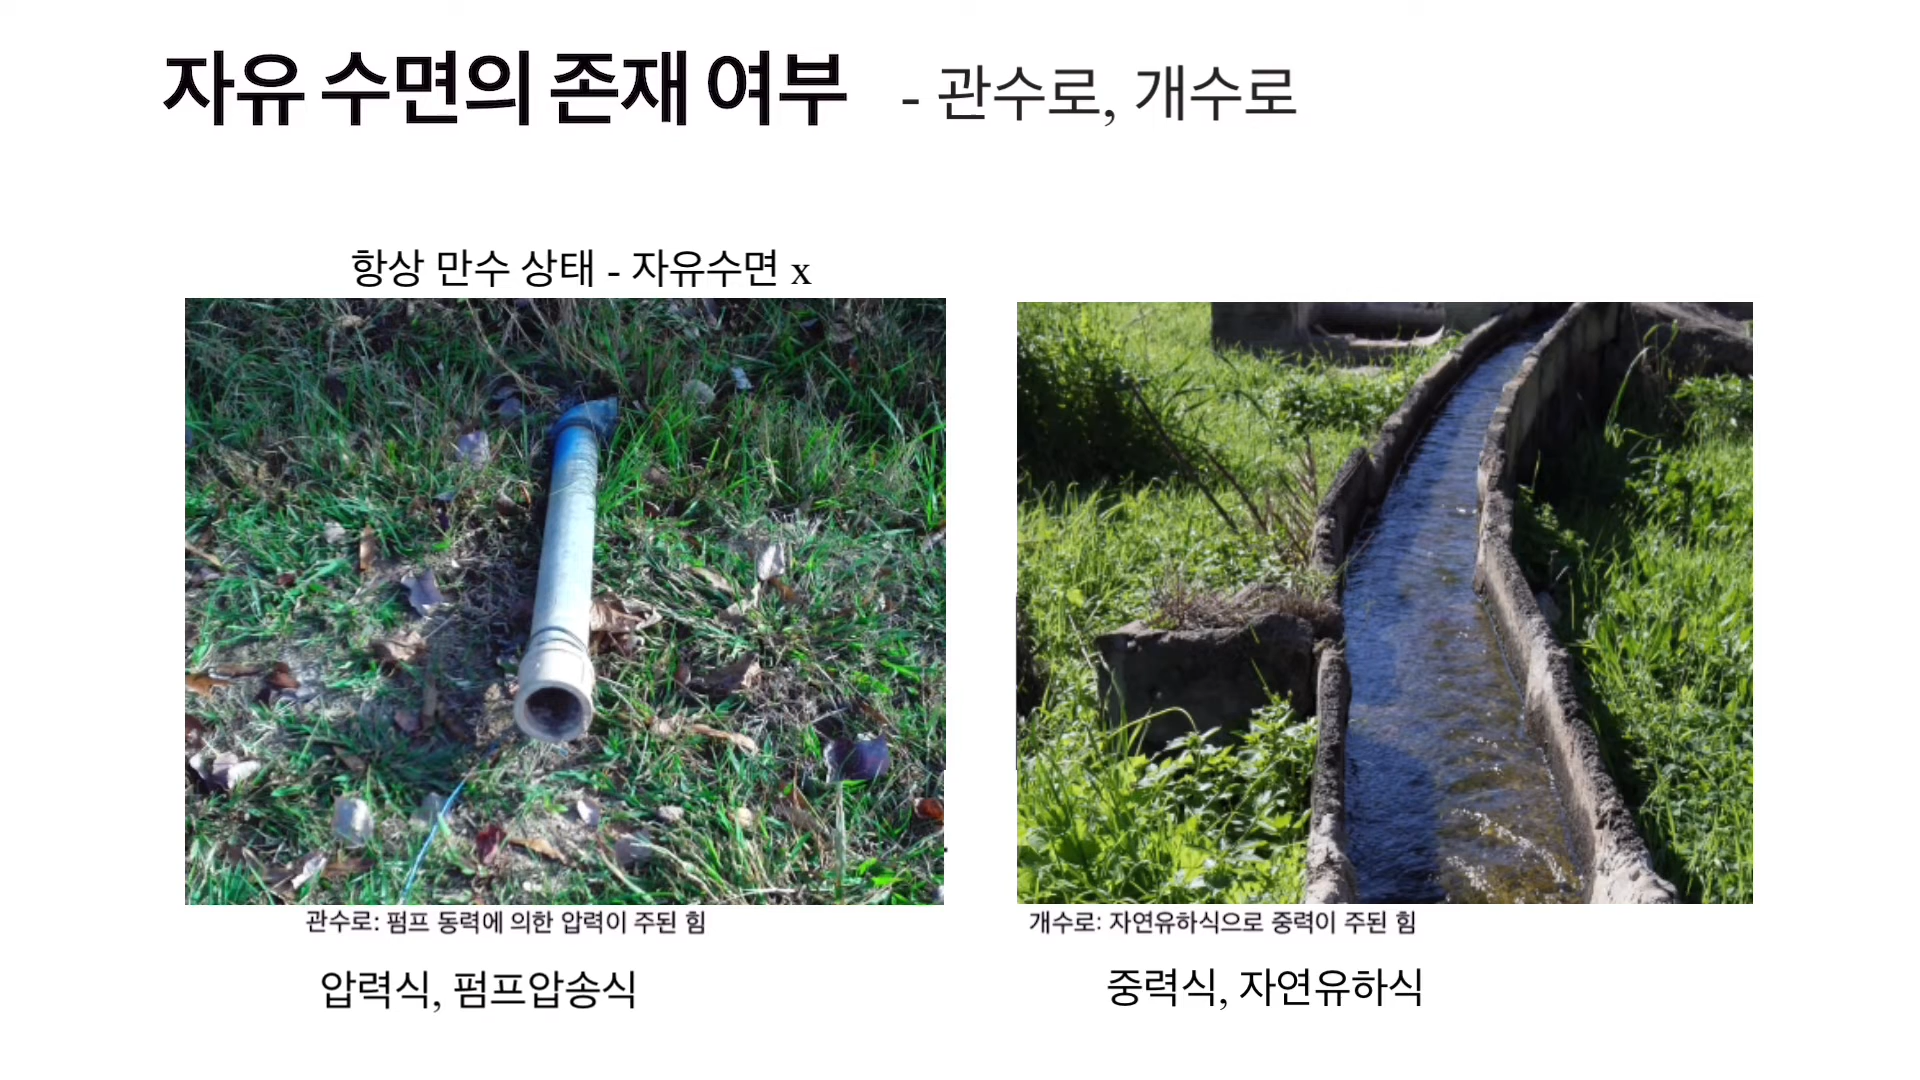 자유 수면의 존재 여부 - 관수로, 개수로
항상 만수 상태 - 자유수면 x
관수로: 펌프 동력에 의한 압력이 주된 힘
개수로: 자연유하식으로 중력이 주된 힘
압력식, 펌프압송식
중력식, 자연유하식